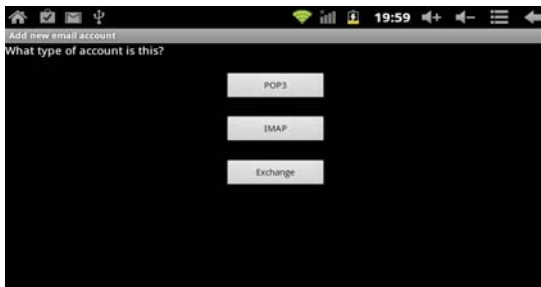 19:59
Add new email account
What type of account is this?
POP3
IMAP
Exchange